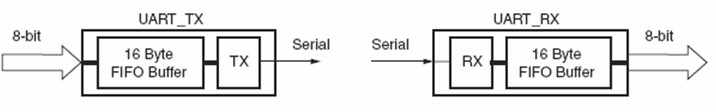 UART_TX
8-bit
16 Byte
FIFO Buffer
TX
Serial
UART_RX
Serial
RX
16 Byte
FIFO Buffer
8-bit